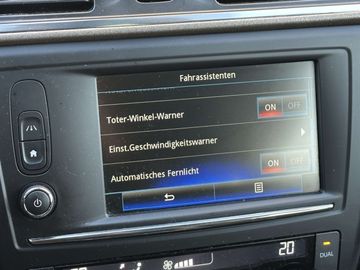 Fahrassistenten
Toter-Winkel-Warner
ON OFF
Einst.Geschwindigkeitswarner
Automatisches Fernlicht
ON OFF
20
DUAL